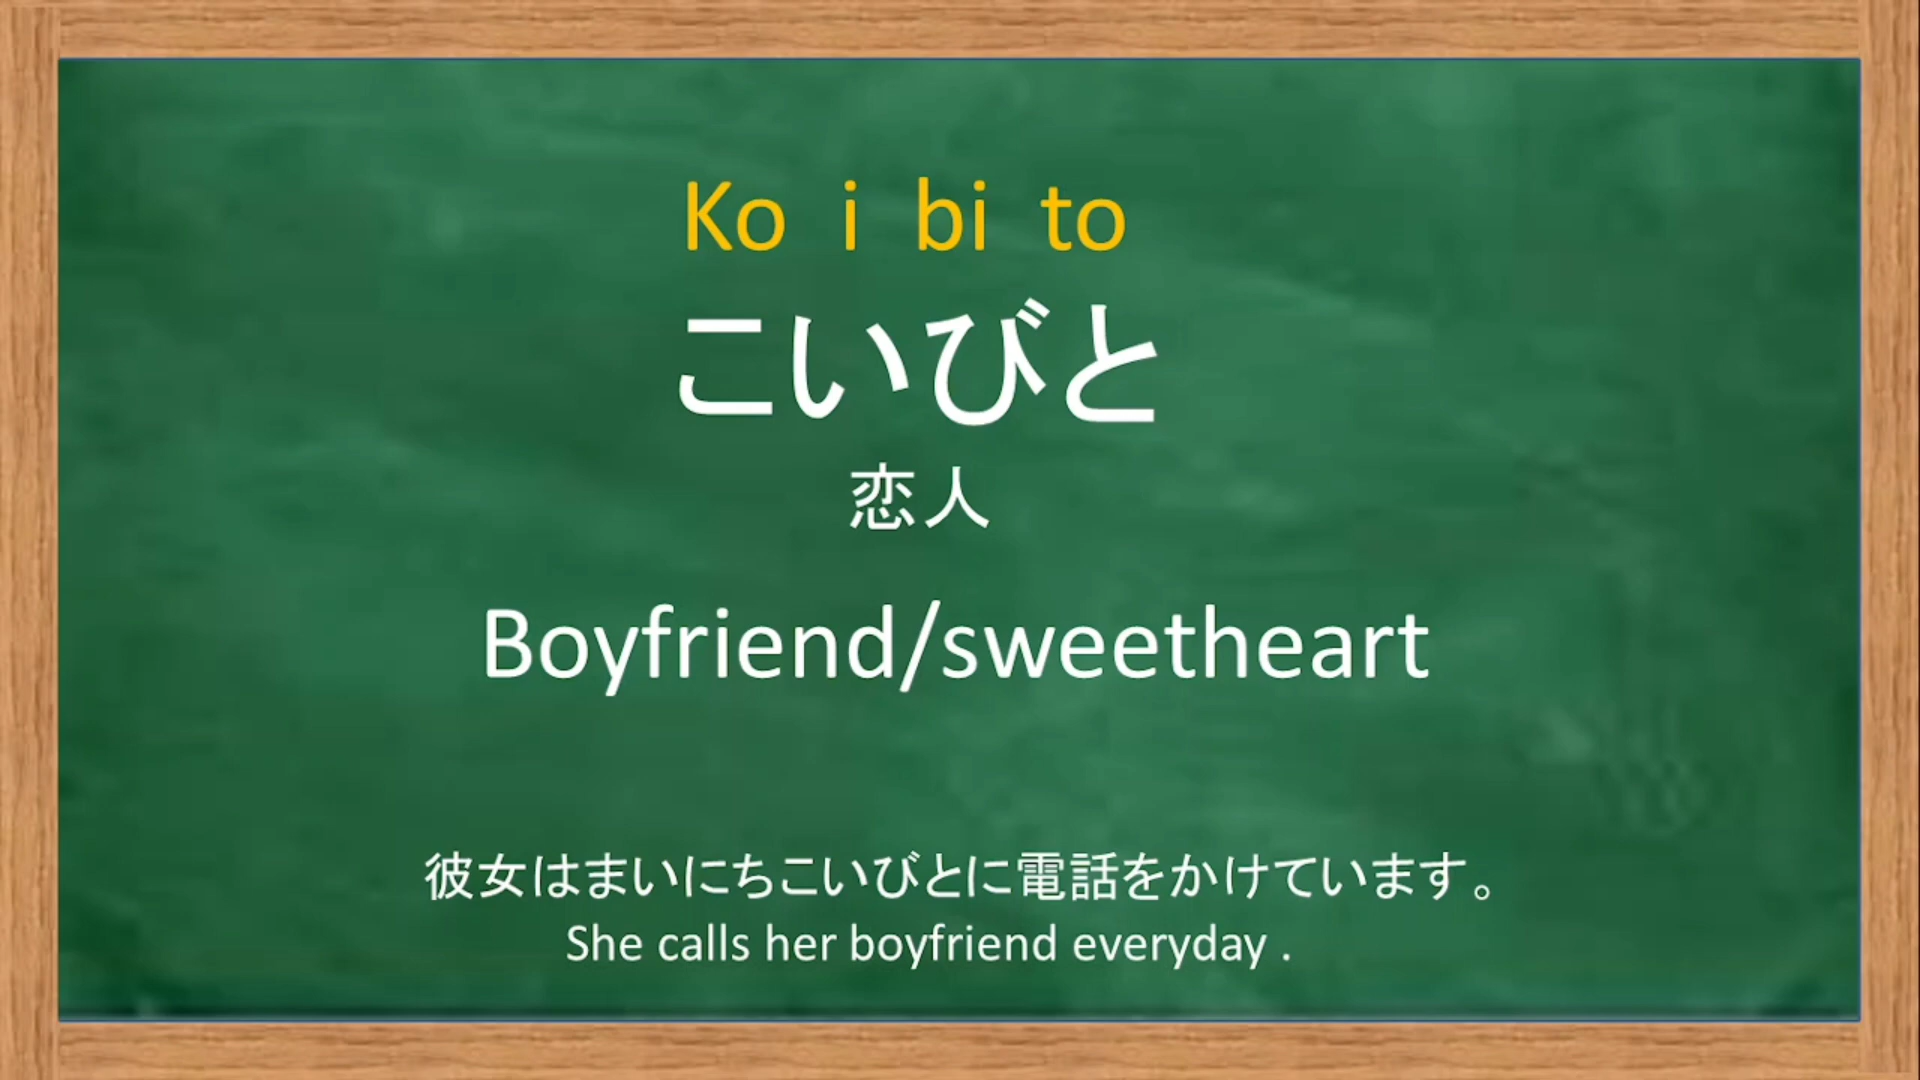 Ko i bi to
こいびと
恋人
Boyfriend/sweetheart
彼女はまいにちこいびとに電話をかけています。
She calls her boyfriend everyday .